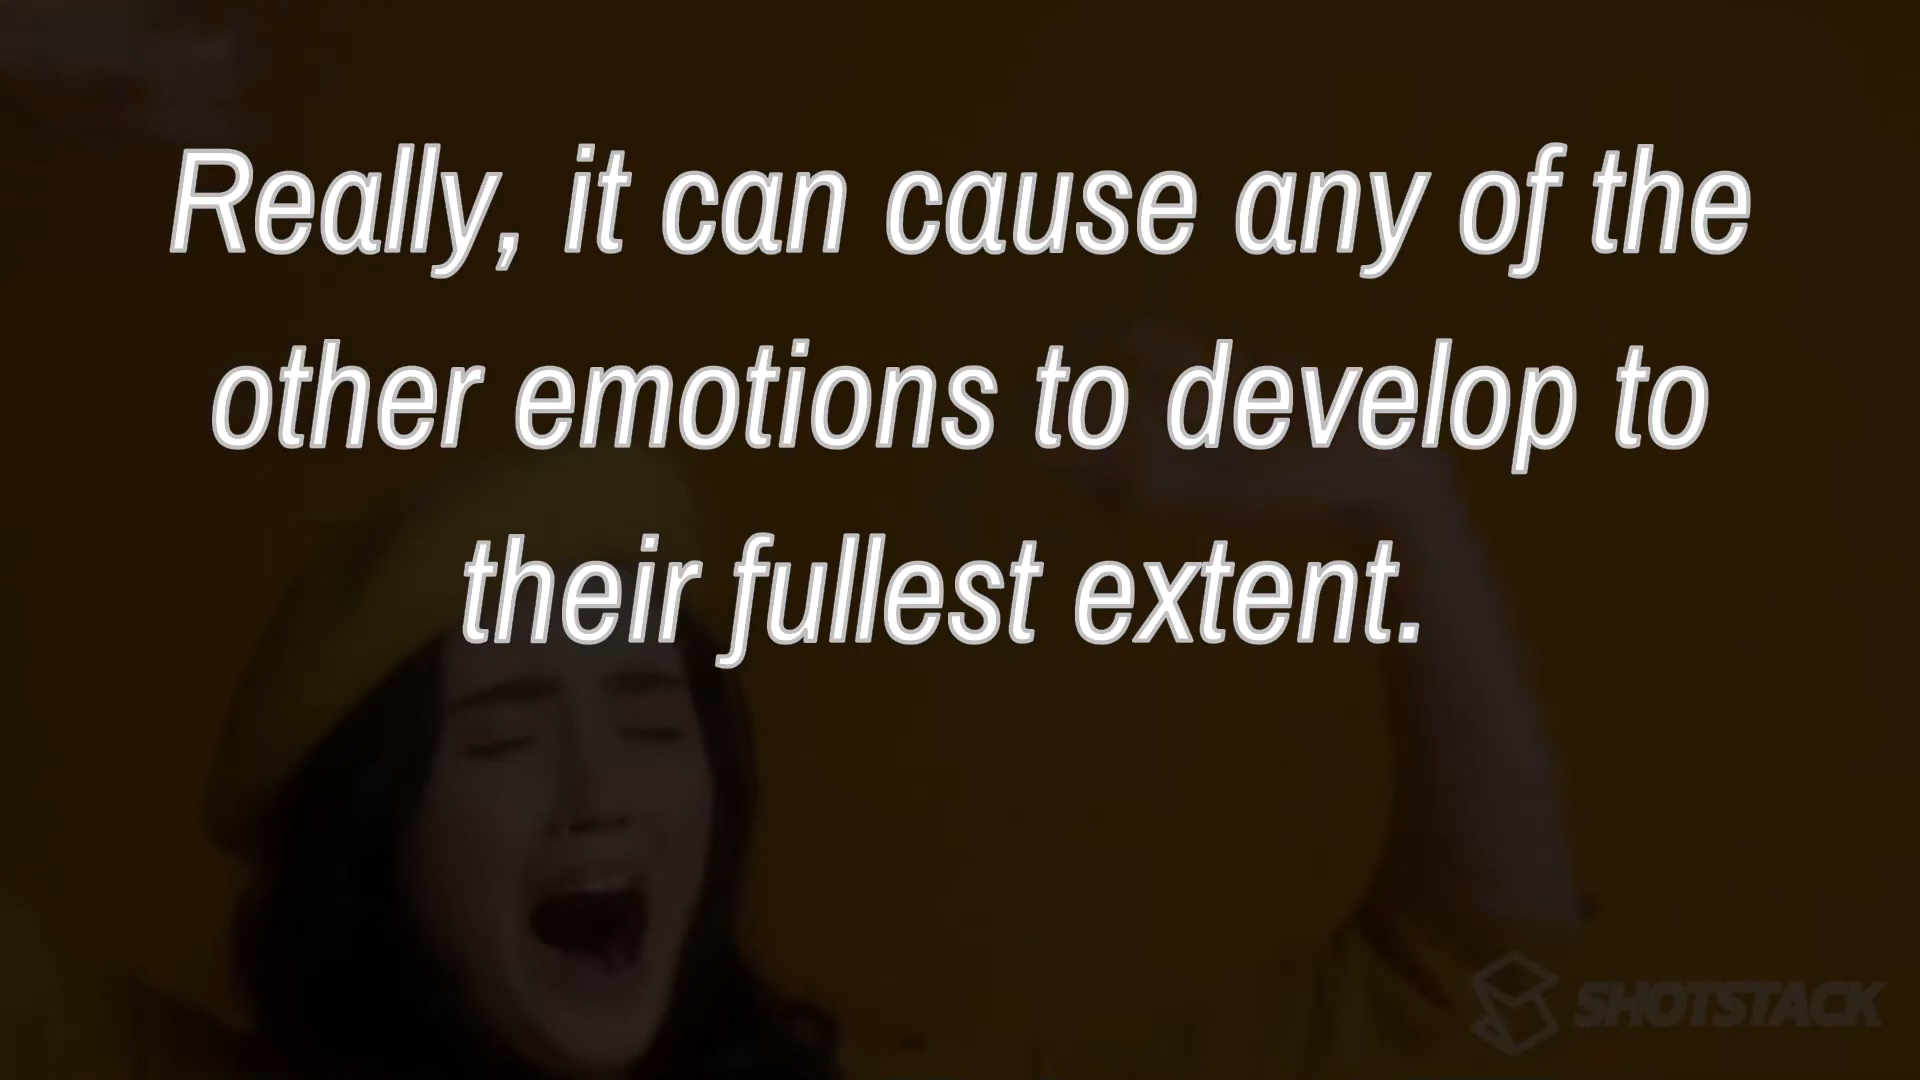 Really, it can cause any of the
other emotions to develop to
their fullest extent.
SHOTSTACK